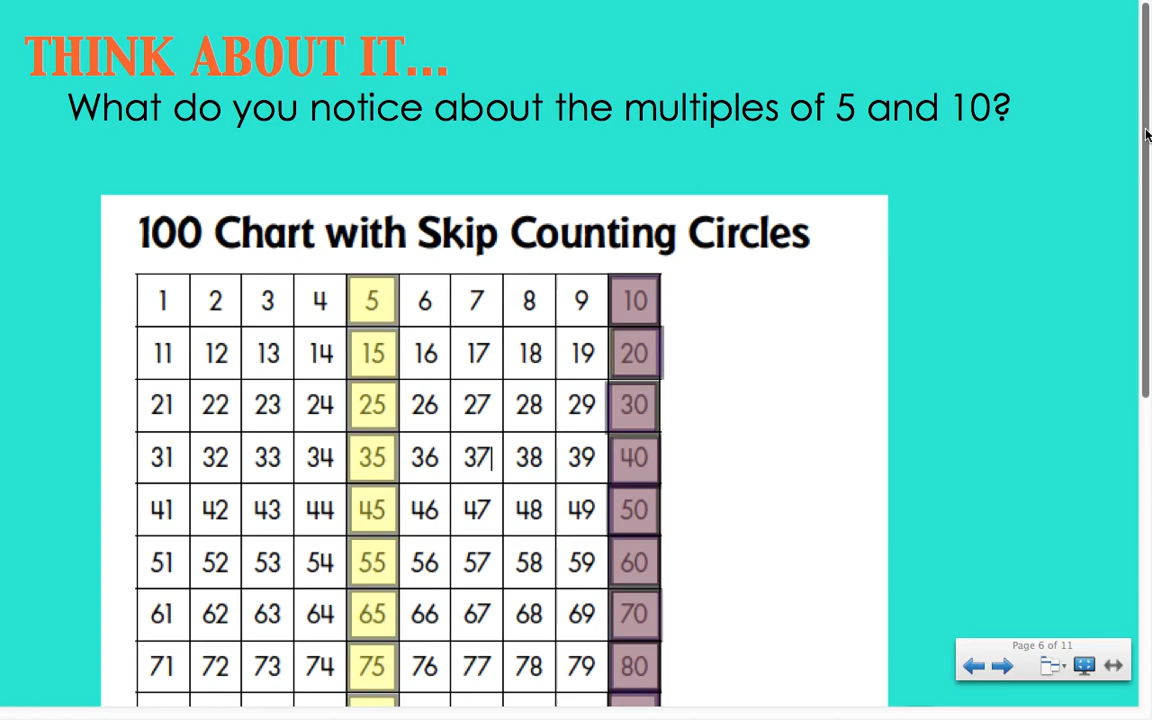 THINK ABOUT IT...
What do you notice about the multiples of 5 and 10?
100 Chart with Skip Counting Circles
1 2 3 4 5 6 7 8 9 10
11 12 13 14 15 16 17 18 19 20
21 22 23 24 25 26 27 28 29 30
31 32 33 34 35 36 37 38 39 40
41 42 43 44 45 46 47 48 49 50
51 52 53 54 55 56 57 58 59 60
61 62 63 64 65 66 67 68 69 70
71 72 73 74 75 76 77 78 79 80
Page 6 of 11